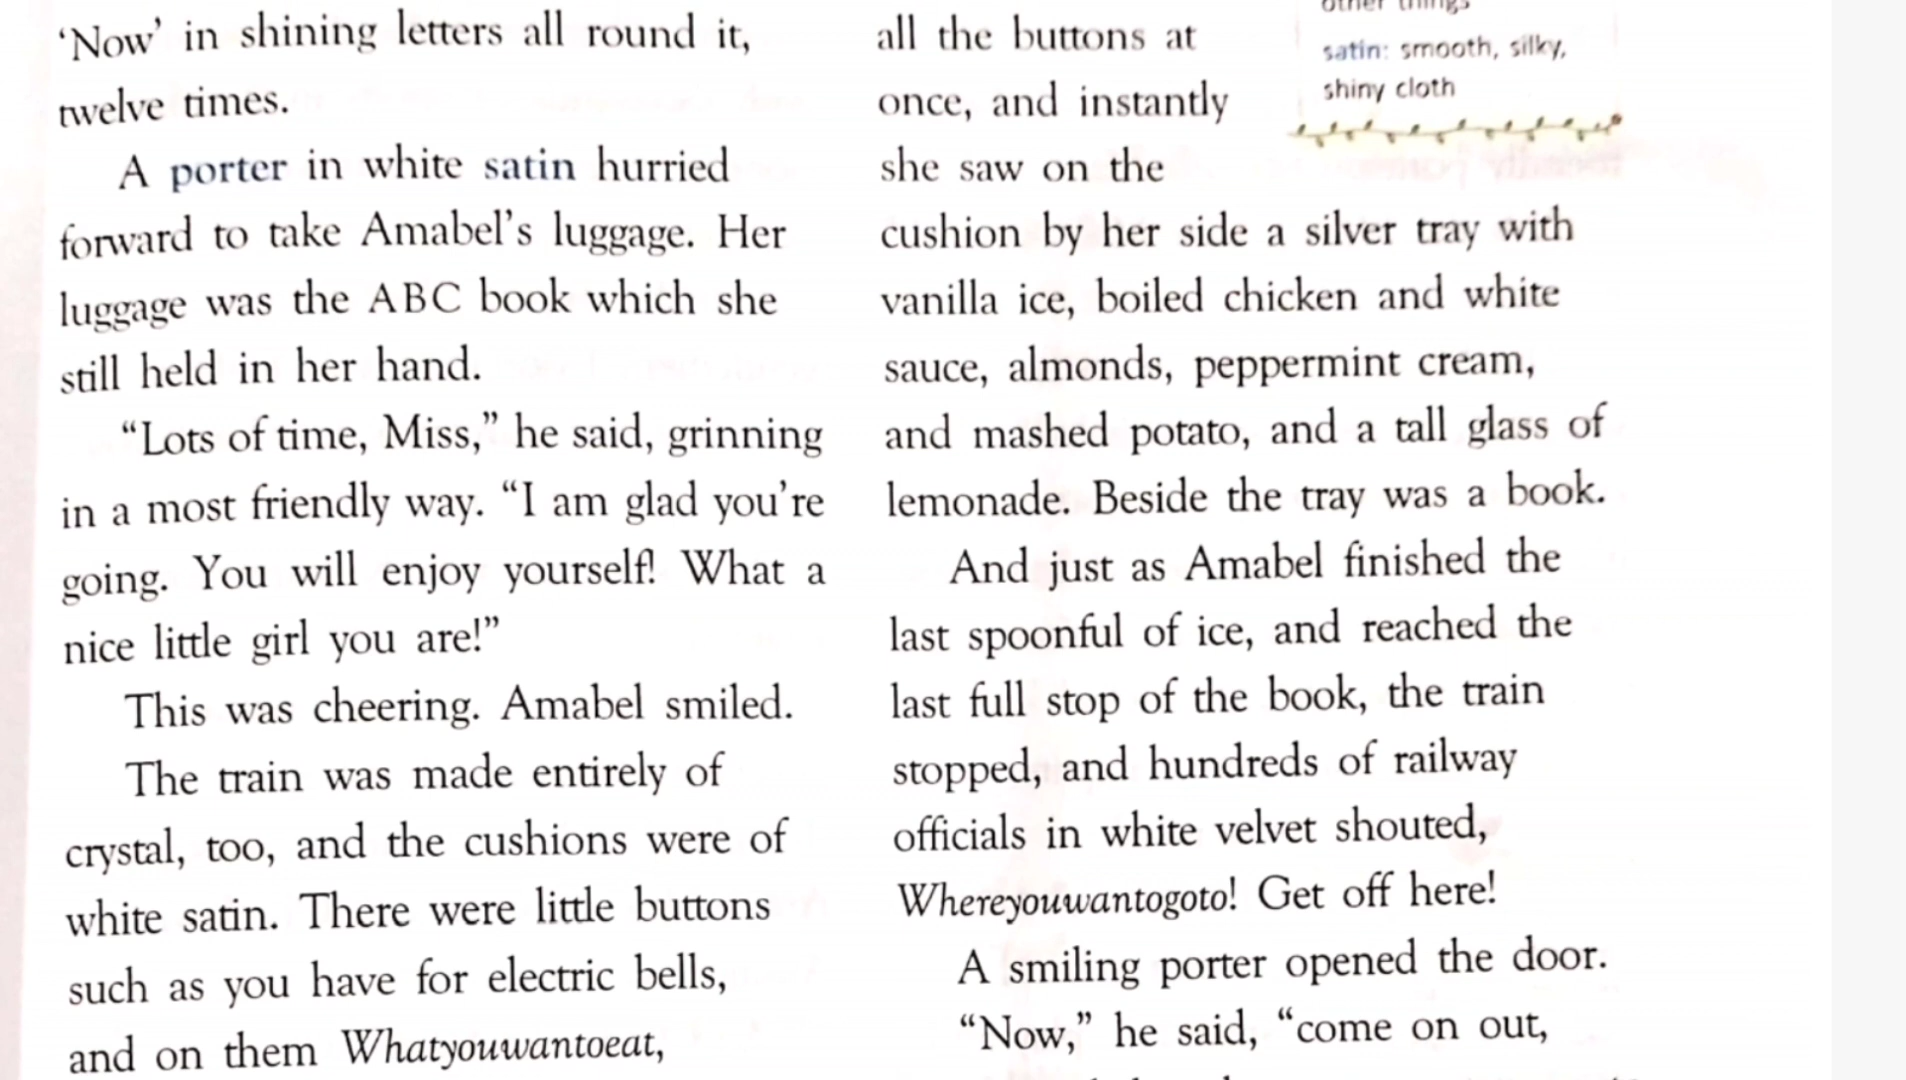 ‘Now’ in shining letters all round it,
twelve times.
A porter in white satin hurried
forward to take Amabel’s luggage. Her
luggage was the ABC book which she
still held in her hand.
“Lots of time, Miss,” he said, grinning
in a most friendly way. “I am glad you’re
going. You will enjoy yourself! What a
nice little girl you are!”
This was cheering. Amabel smiled.
The train was made entirely of
crystal, too, and the cushions were of
white satin. There were little buttons
such as you have for electric bells,
and on them Whatyouwantoeat,
all the buttons at
once, and instantly
she saw on the
cushion by her side a silver tray with
vanilla ice, boiled chicken and white
sauce, almonds, peppermint cream,
and mashed potato, and a tall glass of
lemonade. Beside the tray was a book.
And just as Amabel finished the
last spoonful of ice, and reached the
last full stop of the book, the train
stopped, and hundreds of railway
officials in white velvet shouted,
Whereyouwantogoto! Get off here!
A smiling porter opened the door.
“Now,” he said, “come on out,
other things
satin: smooth, silky,
shiny cloth